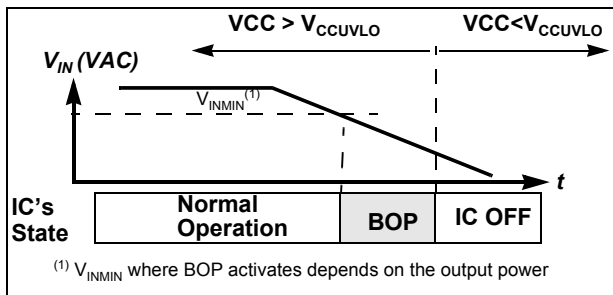 VCC > VCCUVLO VCC<VCCUVLO
VIN (VAC)
VINMIN(1)
t
IC's State
Normal Operation
BOP
IC OFF
(1) VINMIN where BOP activates depends on the output power